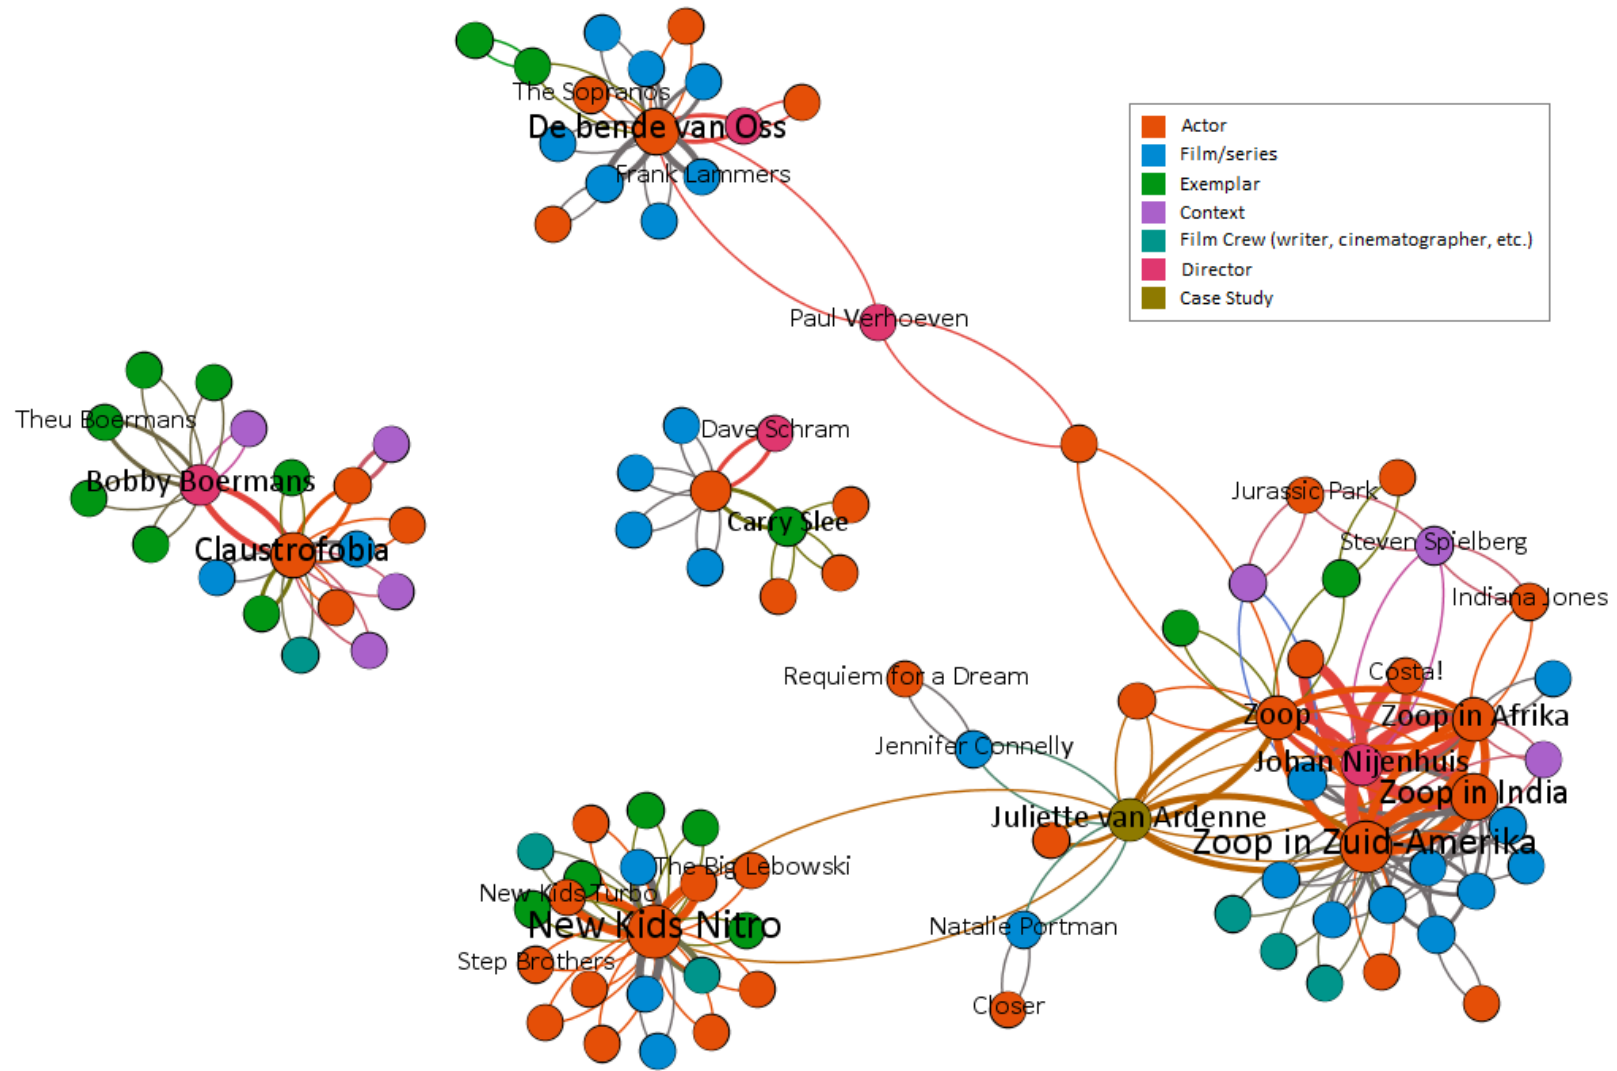 The Sopranos
De bende van Oss
Frank Lammers
Actor
Film/series
Exemplar
Context
Film Crew (writer, cinematographer, etc.)
Director
Case Study
Paul Verhoeven
Theu Boermans
Bobby Boermans
Claustrofobia
Dave Schram
Carry Slee
Jurassic Park
Steven Spielberg
Indiana Jones
Requiem for a Dream
Costa!
Zoop
Zoop in Afrika
Jennifer Connelly
Johan Nijenhuis
Zoop in India
Juliette van Ardenne
Zoop in Zuid-Amerika
The Big Lebowski
New Kids Turbo
New Kids Nitro
Natalie Portman
Step Brothers
Closer